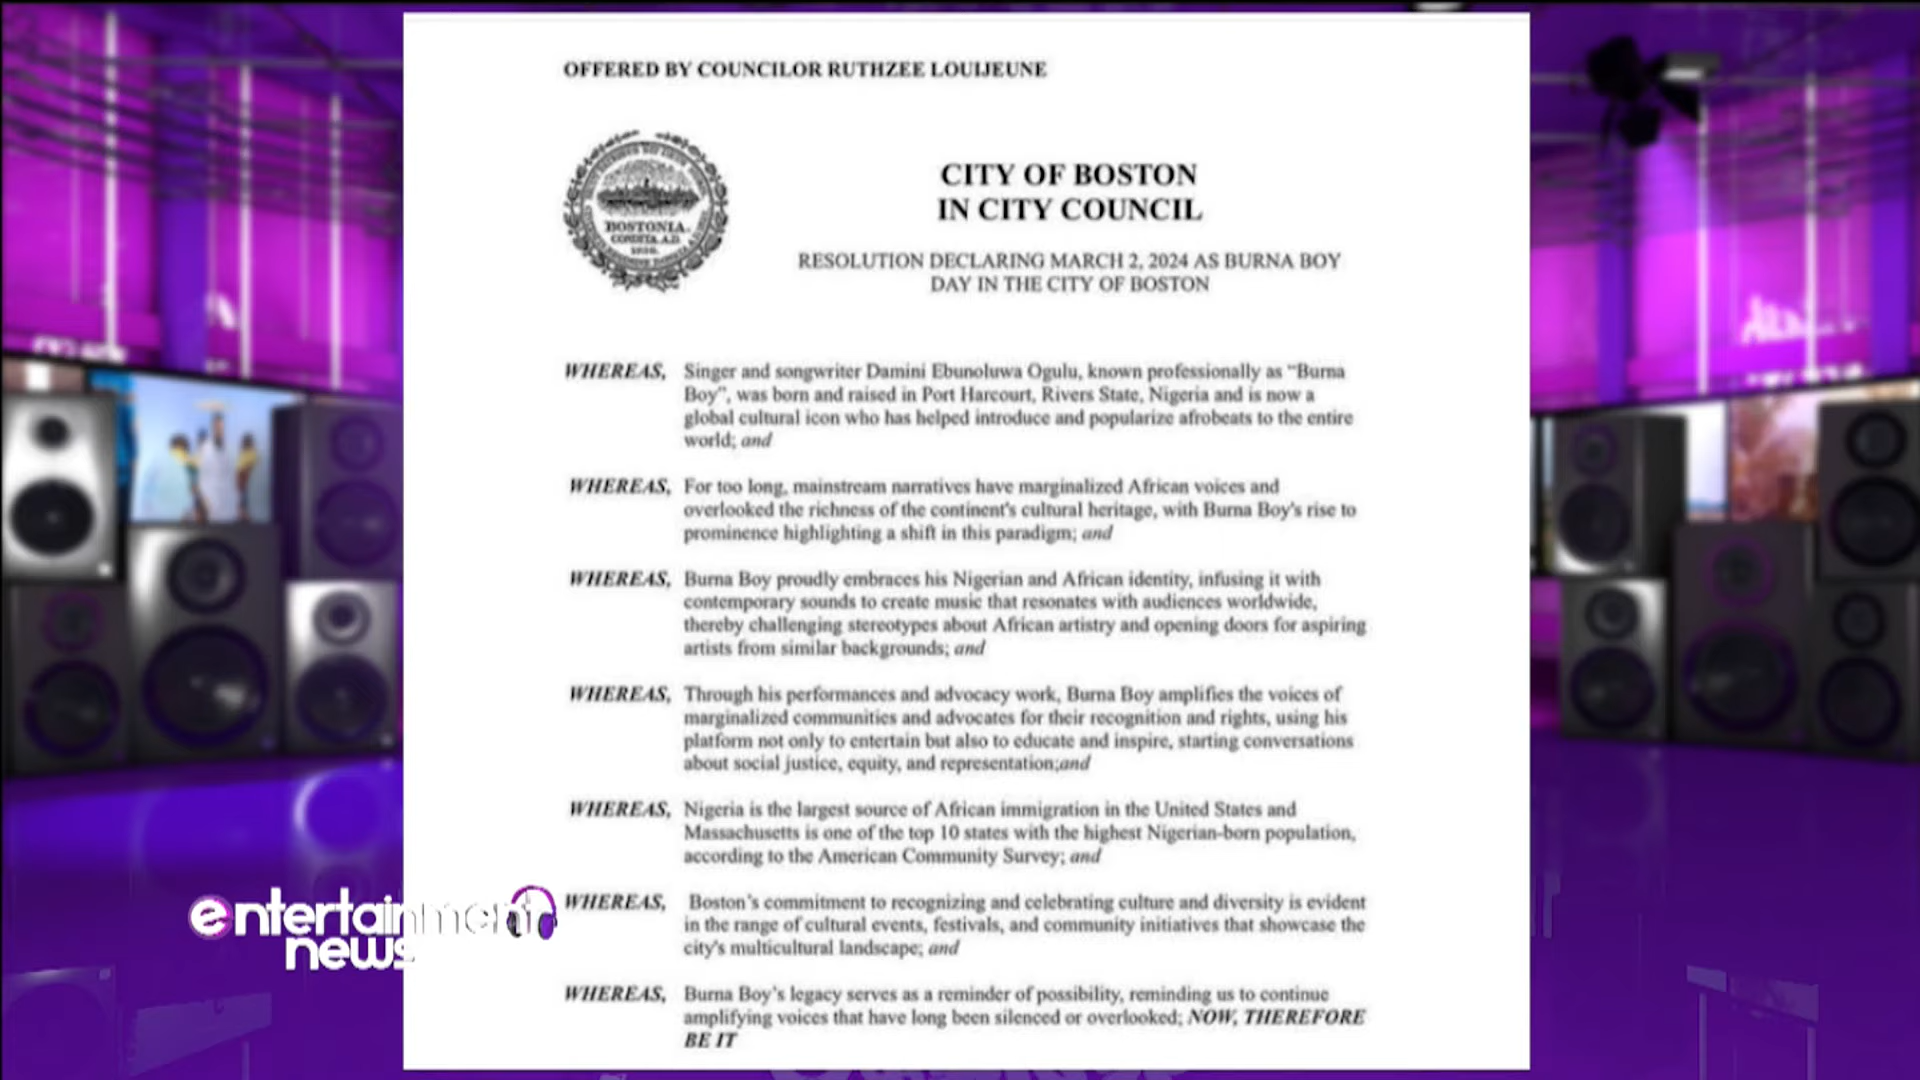 OFFERED BY COUNCILOR RUTHZEE LOUIJEUNE
BOSTONIA.
CONDITA A.D.
CITY OF BOSTON
IN CITY COUNCIL
RESOLUTION DECLARING MARCH 2, 2024 AS BURNA BOY
DAY IN THE CITY OF BOSTON
WHEREAS, Singer and songwriter Damini Ebunoluwa Ogulu, known professionally as “Burna
Boy”, was born and raised in Port Harcourt, Rivers State, Nigeria and is now a
global cultural icon who has helped introduce and popularize afrobeats to the entire
world; and
WHEREAS, For too long, mainstream narratives have marginalized African voices and
overlooked the richness of the continent's cultural heritage, with Burna Boy's rise to
prominence highlighting a shift in this paradigm; and
WHEREAS, Burna Boy proudly embraces his Nigerian and African identity, infusing it with
contemporary sounds to create music that resonates with audiences worldwide,
thereby challenging stereotypes about African artistry and opening doors for aspiring
artists from similar backgrounds; and
WHEREAS, Through his performances and advocacy work, Burna Boy amplifies the voices of
marginalized communities and advocates for their recognition and rights, using his
platform not only to entertain but also to educate and inspire, starting conversations
about social justice, equity, and representation;and
WHEREAS, Nigeria is the largest source of African immigration in the United States and
Massachusetts is one of the top 10 states with the highest Nigerian-born population,
according to the American Community Survey; and
WHEREAS, Boston’s commitment to recognizing and celebrating culture and diversity is evident
in the range of cultural events, festivals, and community initiatives that showcase the
city's multicultural landscape; and
WHEREAS, Burna Boy’s legacy serves as a reminder of possibility, reminding us to continue
amplifying voices that have long been silenced or overlooked; NOW, THEREFORE
BE IT
entertainment
news